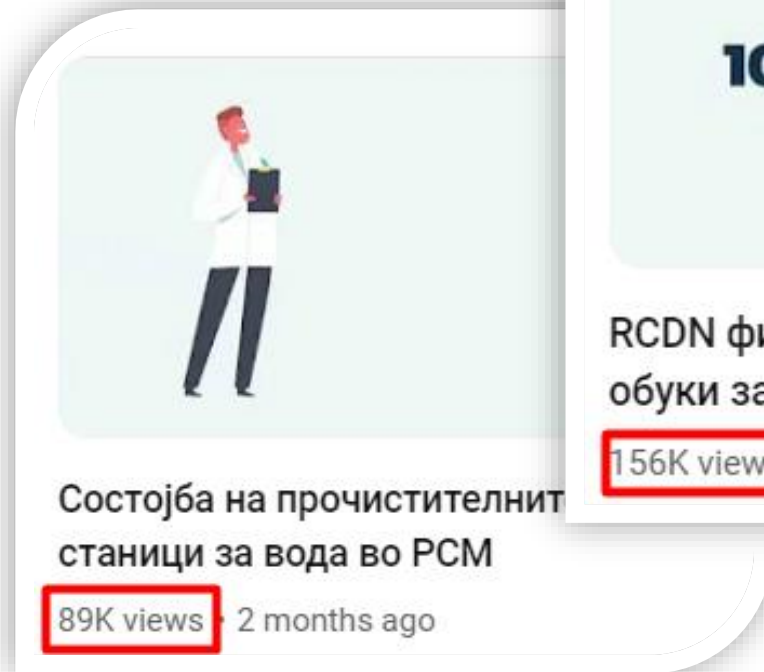 Состојба на прочистителнит
станици за вода во РСМ
89K views • 2 months ago
10
RCDN фи
обуки за
156K view